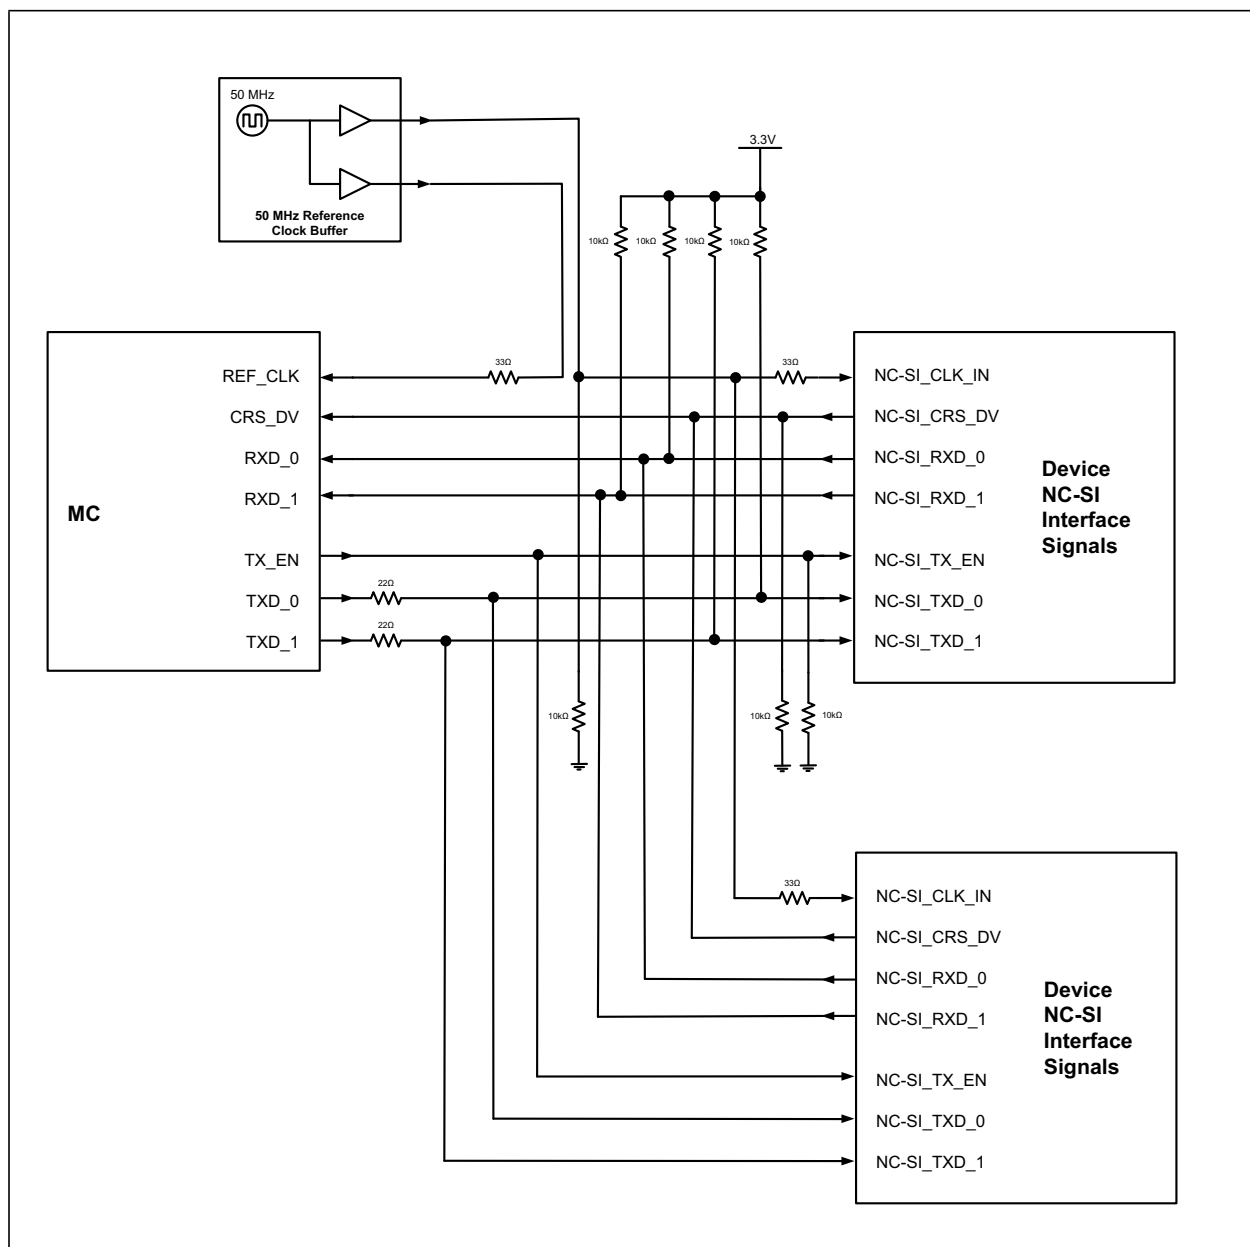 50 MHz
50 MHz Reference
Clock Buffer
3.3V
10kΩ
10kΩ
10kΩ
10kΩ
MC
REF_CLK
CRS_DV
RXD_0
RXD_1
TX_EN
TXD_0
TXD_1
33Ω
22Ω
22Ω
33Ω
NC-SI_CLK_IN
NC-SI_CRS_DV
NC-SI_RXD_0
NC-SI_RXD_1
NC-SI_TX_EN
NC-SI_TXD_0
NC-SI_TXD_1
Device
NC-SI
Interface
Signals
10kΩ
10kΩ
10kΩ
33Ω
NC-SI_CLK_IN
NC-SI_CRS_DV
NC-SI_RXD_0
NC-SI_RXD_1
NC-SI_TX_EN
NC-SI_TXD_0
NC-SI_TXD_1
Device
NC-SI
Interface
Signals